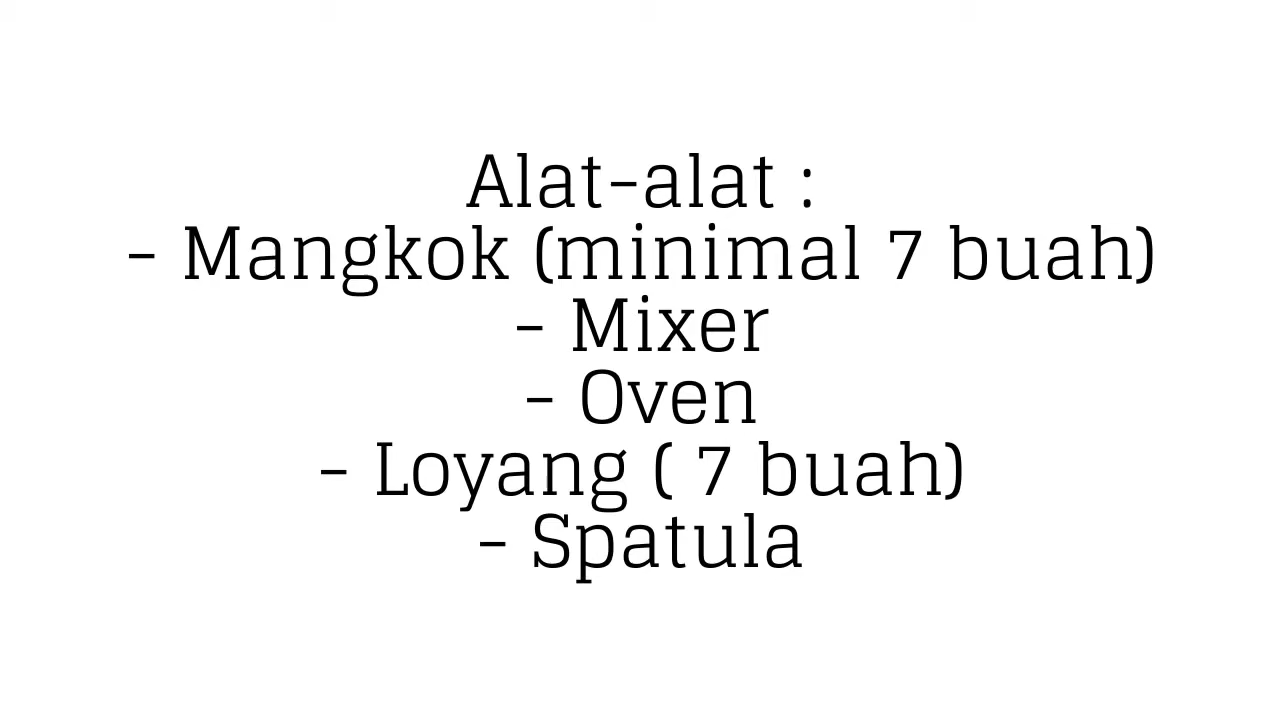 Alat-alat :
- Mangkok (minimal 7 buah)
- Mixer
- Oven
- Loyang ( 7 buah)
- Spatula